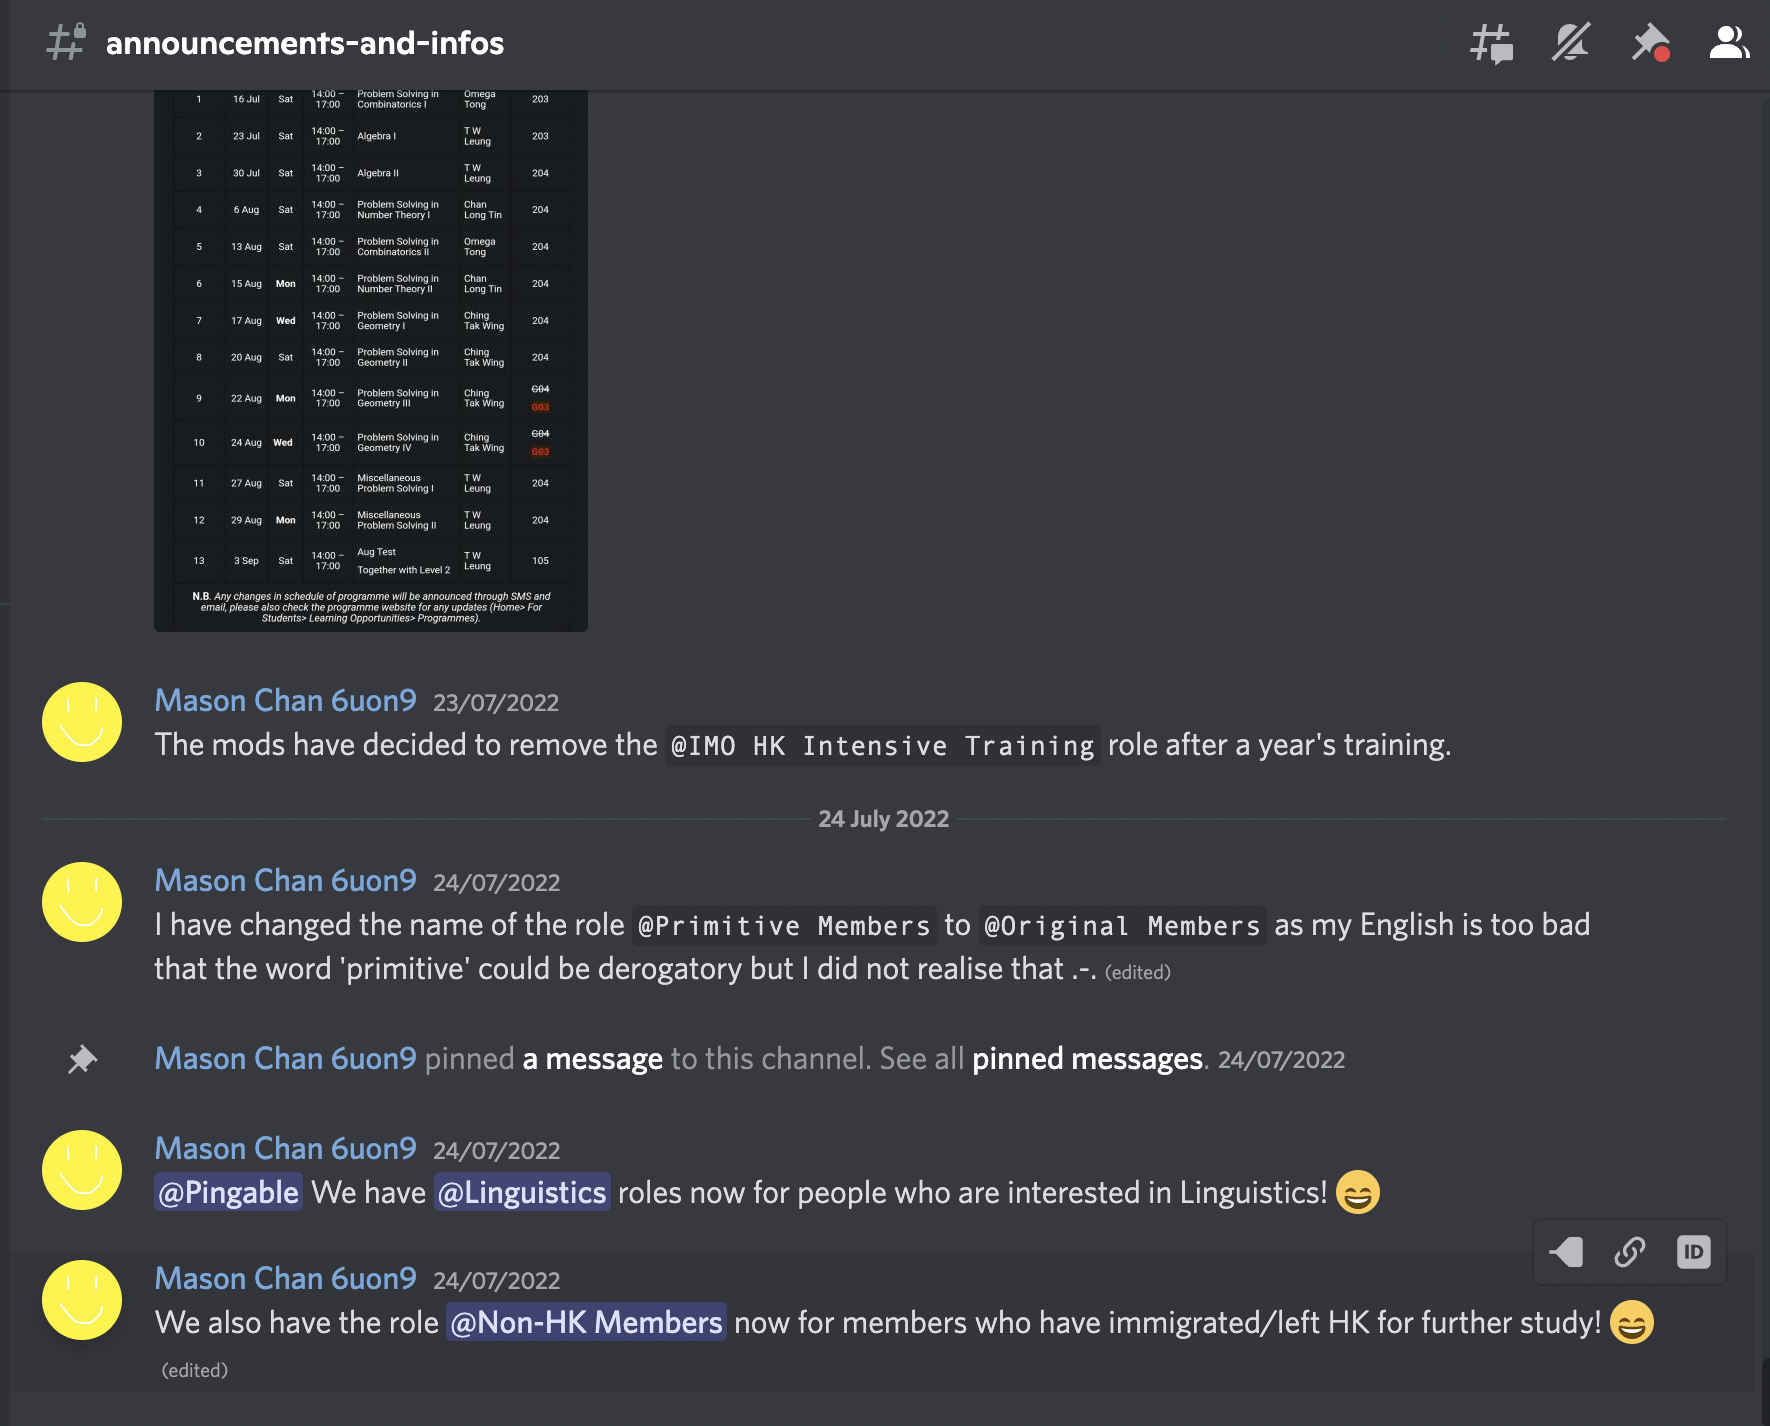 announcements-and-infos
1 16 Jul Sat 14:00 – 17:00 Problem Solving in Combinatorics I Omega Tong 203
2 23 Jul Sat 14:00 – 17:00 Algebra I T W Leung 203
3 30 Jul Sat 14:00 – 17:00 Algebra II T W Leung 204
4 6 Aug Sat 14:00 – 17:00 Problem Solving in Number Theory I Chan Long Tin 204
5 13 Aug Sat 14:00 – 17:00 Problem Solving in Combinatorics II Omega Tong 204
6 15 Aug Mon 14:00 – 17:00 Problem Solving in Number Theory II Chan Long Tin 204
7 17 Aug Wed 14:00 – 17:00 Problem Solving in Geometry I Ching Tak Wing 204
8 20 Aug Sat 14:00 – 17:00 Problem Solving in Geometry II Ching Tak Wing 204
9 22 Aug Mon 14:00 – 17:00 Problem Solving in Geometry III Ching Tak Wing G04 G03
10 24 Aug Wed 14:00 – 17:00 Problem Solving in Geometry IV Ching Tak Wing G04 G03
11 27 Aug Sat 14:00 – 17:00 Miscellaneous Problem Solving I T W Leung 204
12 29 Aug Mon 14:00 – 17:00 Miscellaneous Problem Solving II T W Leung 204
13 3 Sep Sat 14:00 – 17:00 Aug Test Together with Level 2 T W Leung 105
N.B. Any changes in schedule of programme will be announced through SMS and
email, please also check the programme website for any updates (Home> For
Students> Learning Opportunities> Programmes).
Mason Chan 6uon9 23/07/2022
The mods have decided to remove the @IMO HK Intensive Training role after a year's training.
24 July 2022
Mason Chan 6uon9 24/07/2022
I have changed the name of the role @Primitive Members to @Original Members as my English is too bad
that the word 'primitive' could be derogatory but I did not realise that .-. (edited)
Mason Chan 6uon9 pinned a message to this channel. See all pinned messages. 24/07/2022
Mason Chan 6uon9 24/07/2022
@Pingable We have @Linguistics roles now for people who are interested in Linguistics! 😄
ID
Mason Chan 6uon9 24/07/2022
We also have the role @Non-HK Members now for members who have immigrated/left HK for further study! 😄
(edited)